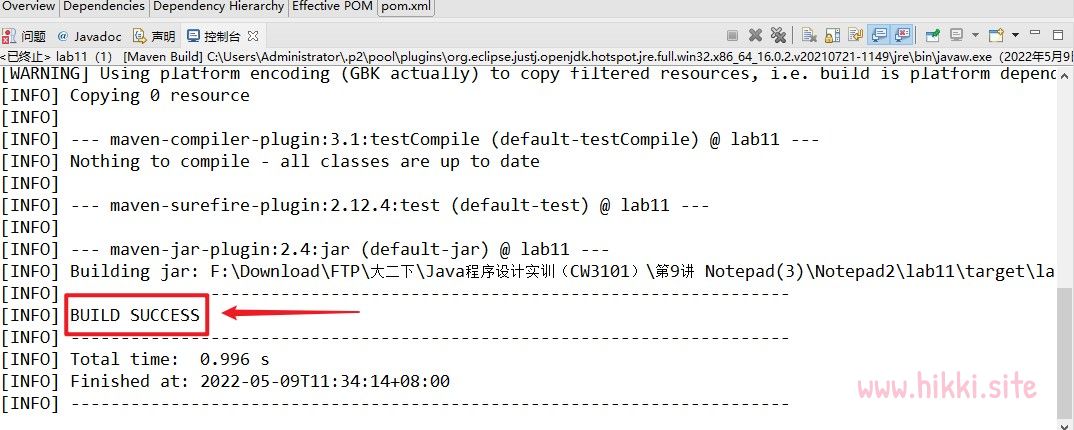 Overview Dependencies Dependency Hierarchy Effective POM pom.xml
问题 @ Javadoc 声明 控制台
<已终止> lab11 (1) [Maven Build] C:\Users\Administrator\.p2\pool\plugins\org.eclipse.justj.openjdk.hotspot.jre.full.win32.x86_64_16.0.2.v20210721-1149\jre\bin\javaw.exe (2022年5月9
[WARNING] Using platform encoding (GBK actually) to copy filtered resources, i.e. build is platform depend
[INFO] Copying 0 resource
[INFO]
[INFO] --- maven-compiler-plugin:3.1:testCompile (default-testCompile) @ lab11 ---
[INFO] Nothing to compile - all classes are up to date
[INFO]
[INFO] --- maven-surefire-plugin:2.12.4:test (default-test) @ lab11 ---
[INFO]
[INFO] --- maven-jar-plugin:2.4:jar (default-jar) @ lab11 ---
[INFO] Building jar: F:\Download\FTP\大二下\Java程序设计实训（CW3101）\第9讲 Notepad(3)\Notepad2\lab11\target\la
[INFO] ------------------------------------------------------------------------
[INFO] BUILD SUCCESS
[INFO] ------------------------------------------------------------------------
[INFO] Total time:  0.996 s
[INFO] Finished at: 2022-05-09T11:34:14+08:00
[INFO] ------------------------------------------------------------------------
www.hikki.site